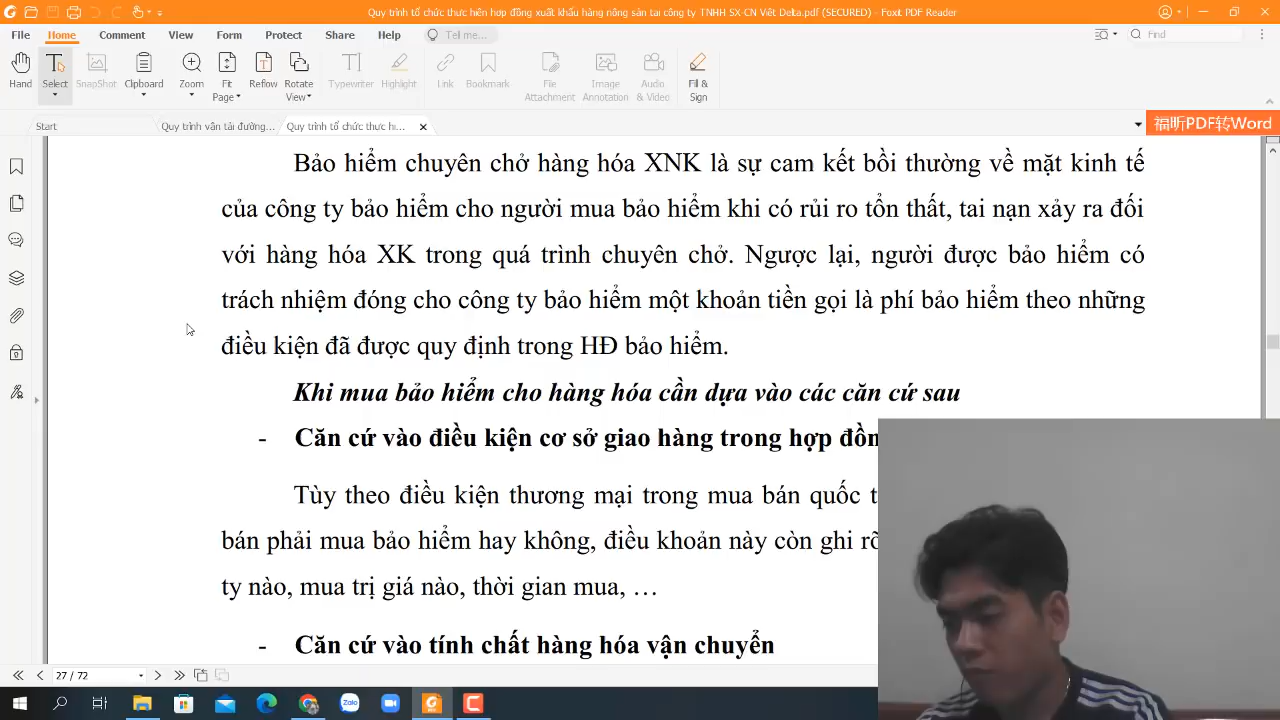 Quy trình tổ chức thực hiên hợp đồng xuất khẩu hàng nông sản tai công ty TNHH SX-CN Viêt Delta.pdf (SECURED) - Foxit PDF Reader
File Home Comment View Form Protect Share Help Tell me... Find
Hand Select SnapShot Clipboard Zoom Fit Page Reflow Rotate View Typewriter Highlight Link Bookmark File Attachment Image Annotation Audio & Video Fill & Sign
Start Quy trình vận tải đường... Quy trình tổ chức thực hi... 福昕PDF转Word
Bảo hiểm chuyên chở hàng hóa XNK là sự cam kết bồi thường về mặt kinh tế
của công ty bảo hiểm cho người mua bảo hiểm khi có rủi ro tổn thất, tai nạn xảy ra đối
với hàng hóa XK trong quá trình chuyên chở. Ngược lại, người được bảo hiểm có
trách nhiệm đóng cho công ty bảo hiểm một khoản tiền gọi là phí bảo hiểm theo những
điều kiện đã được quy định trong HĐ bảo hiểm.
Khi mua bảo hiểm cho hàng hóa cần dựa vào các căn cứ sau
- Căn cứ vào điều kiện cơ sở giao hàng trong hợp
Tùy theo điều kiện thương mại trong mua bán quốc
bán phải mua bảo hiểm hay không, điều khoản này còn ghi
ty nào, mua trị giá nào, thời gian mua, …
- Căn cứ vào tính chất hàng hóa vận chuyển
27 / 72
Zalo